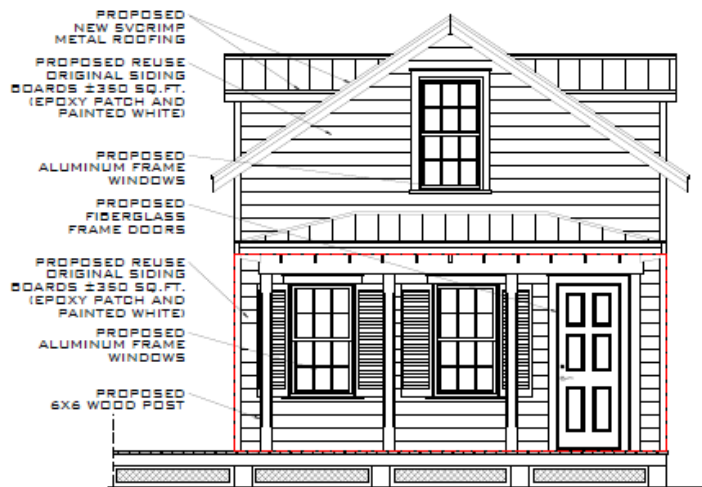 PROPOSED
NEW 5VCRIMP
METAL ROOFING
PROPOSED REUSE
ORIGINAL SIDING
BOARDS ±350 SQ.FT.
(EPOXY PATCH AND
PAINTED WHITE)
PROPOSED
ALUMINUM FRAME
WINDOWS
PROPOSED
FIBERGLASS
FRAME DOORS
PROPOSED REUSE
ORIGINAL SIDING
BOARDS ±350 SQ.FT.
(EPOXY PATCH AND
PAINTED WHITE)
PROPOSED
ALUMINUM FRAME
WINDOWS
PROPOSED
6X6 WOOD POST